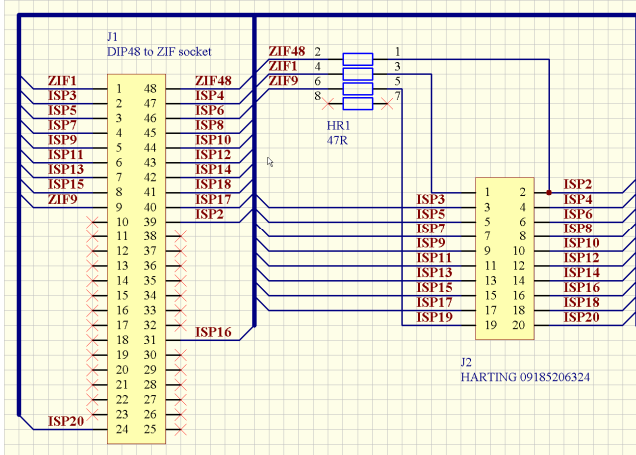 J1
DIP48 to ZIF socket
ZIF1 1 48 ZIF48
ISP3 2 47 ISP4
ISP5 3 46 ISP6
ISP7 4 45 ISP8
ISP9 5 44 ISP10
ISP11 6 43 ISP12
ISP13 7 42 ISP14
ISP15 8 41 ISP18
ZIF9 9 40 ISP17
10 39 ISP2
11 38
12 37
13 36
14 35
15 34
16 33
17 32
18 31 ISP16
19 30
20 29
21 28
22 27
23 26
ISP20 24 25
ZIF48 2 1
ZIF1 4 3
ZIF9 6 5
8 7
HR1
47R
1 2 ISP2
ISP3 3 4 ISP4
ISP5 5 6 ISP6
ISP7 7 8 ISP8
ISP9 9 10 ISP10
ISP11 11 12 ISP12
ISP13 13 14 ISP14
ISP15 15 16 ISP16
ISP17 17 18 ISP18
ISP19 19 20 ISP20
J2
HARTING 09185206324